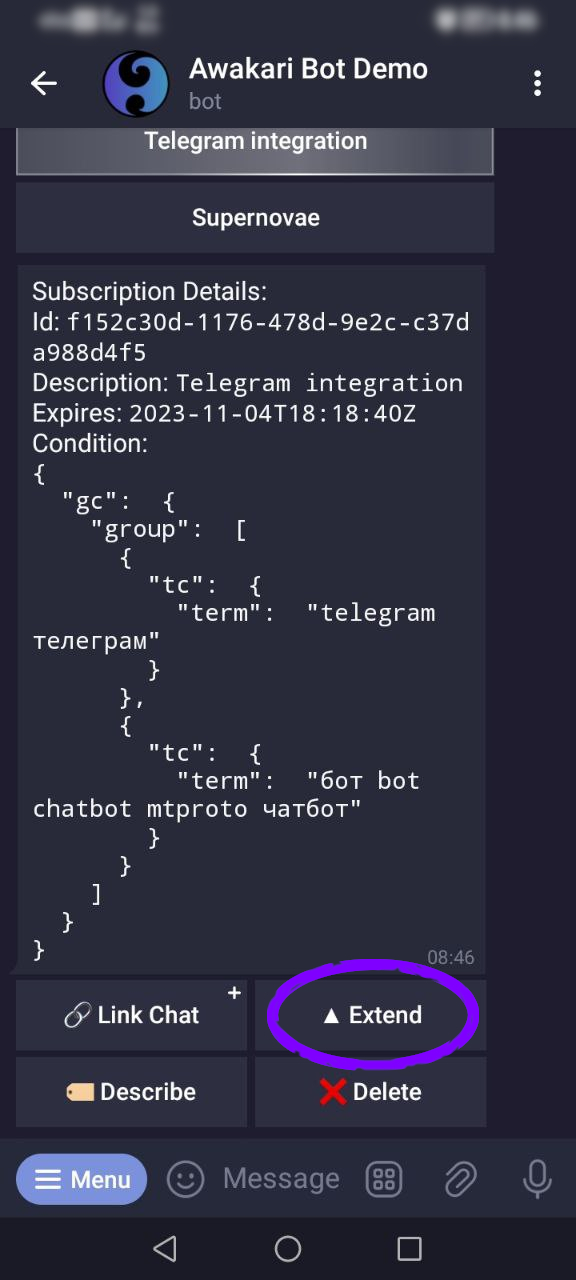 Awakari Bot Demo
bot
Telegram integration
Supernovae
Subscription Details:
Id: f152c30d-1176-478d-9e2c-c37d
a988d4f5
Description: Telegram integration
Expires: 2023-11-04T18:18:40Z
Condition:
{
"gc": {
"group": [
{
"tc": {
"term": "telegram
телеграм"
}
},
{
"tc": {
"term": "бот bot
chatbot mtproto чатбот"
}
}
]
}
}
08:46
Link Chat +
▲ Extend
Describe
Delete
Menu
Message